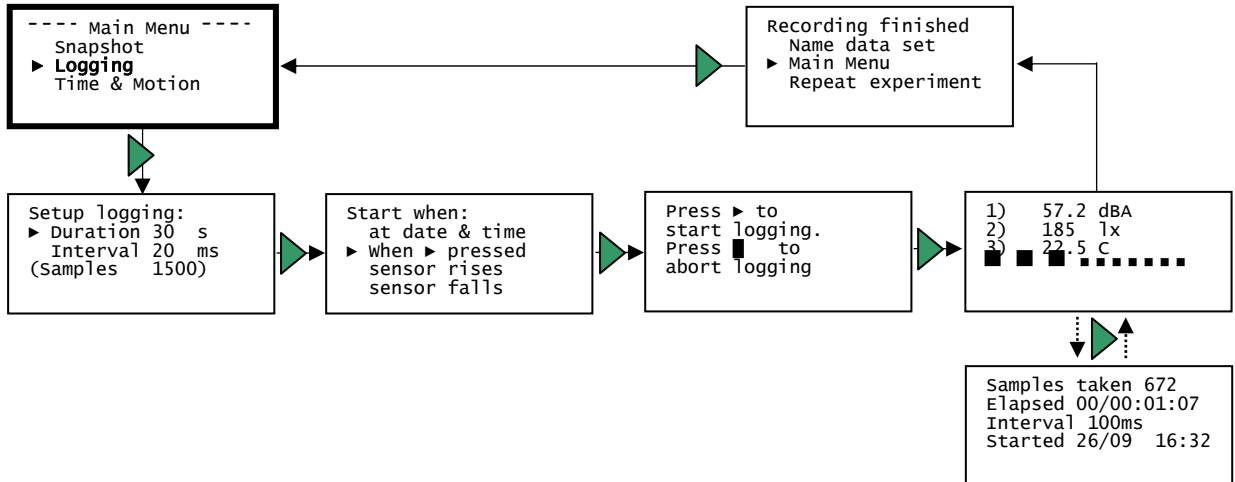 ---- Main Menu ----
Snapshot
► Logging
Time & Motion
Recording finished
Name data set
► Main Menu
Repeat experiment
Setup logging:
► Duration 30 s
Interval 20 ms
(Samples 1500)
Start when:
at date & time
► When ► pressed
sensor rises
sensor falls
Press ► to
start logging.
Press █ to
abort logging
1) 57.2 dBA
2) 185 lx
3) 22.5 C
Samples taken 672
Elapsed 00/00:01:07
Interval 100ms
Started 26/09 16:32